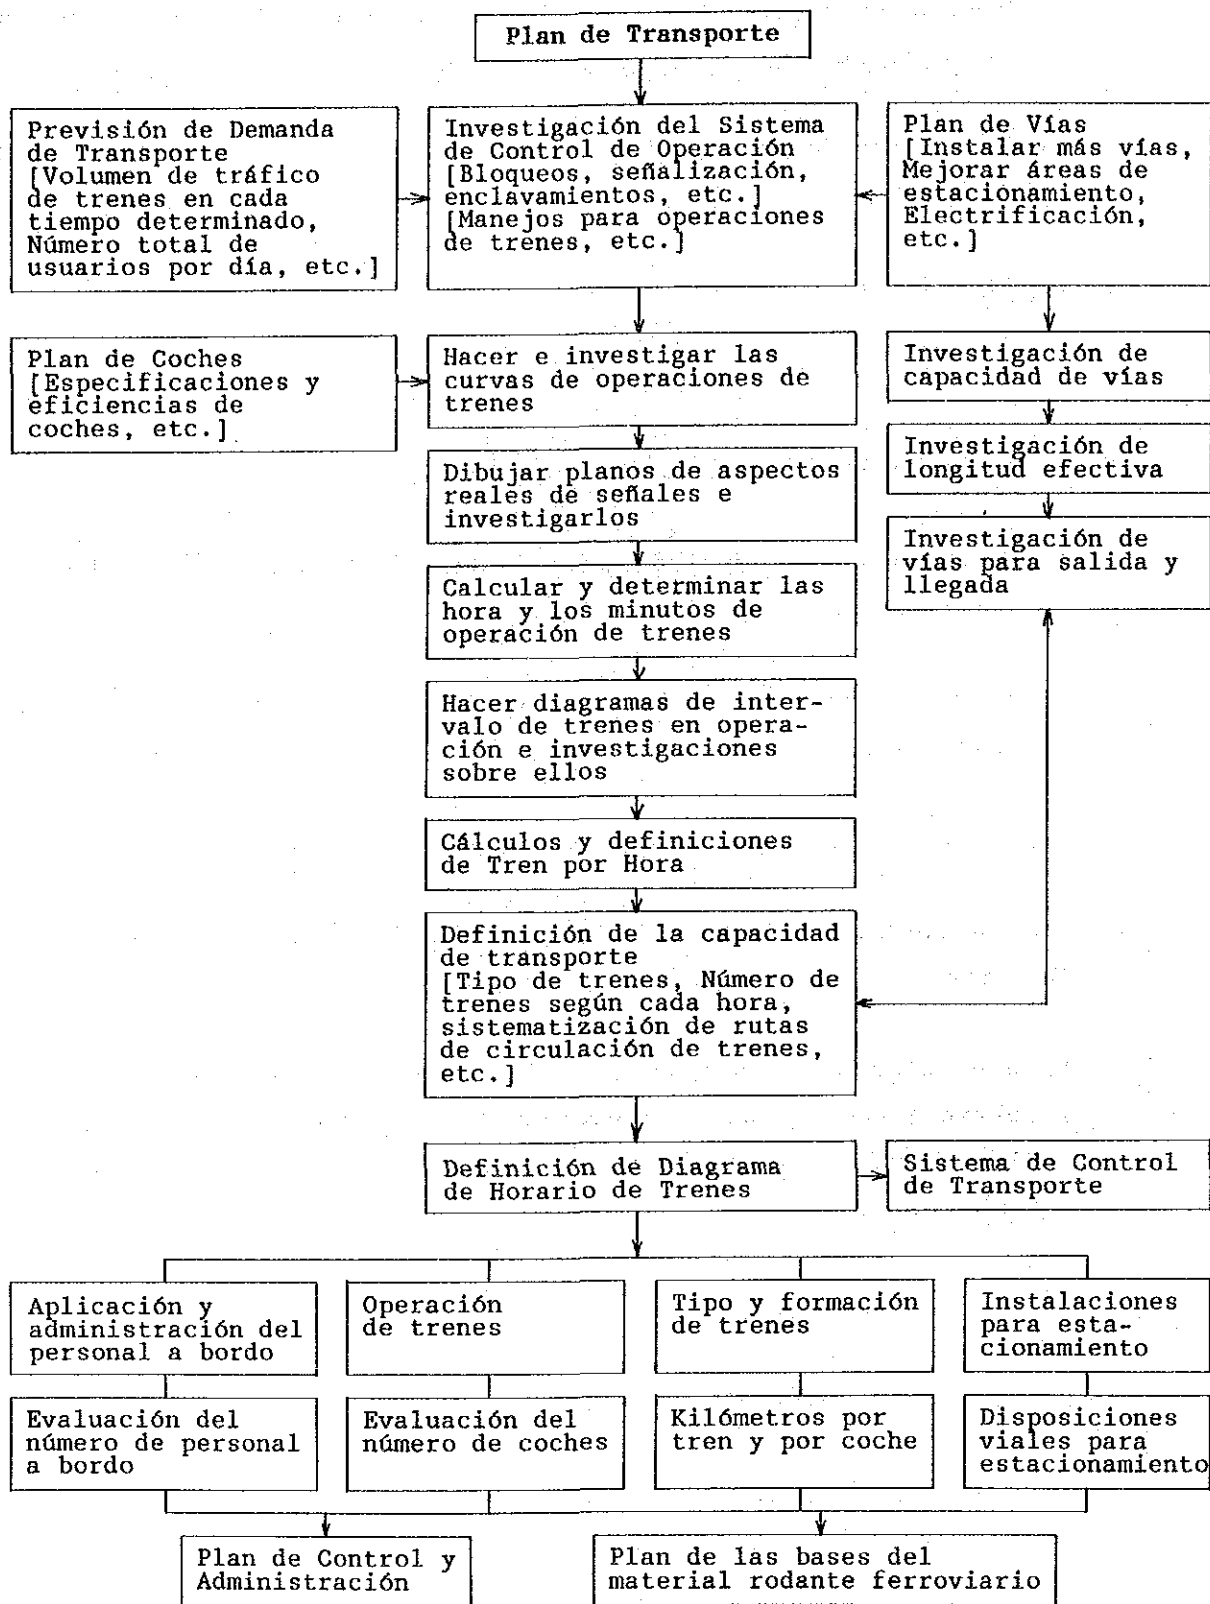 Plan de Transporte
Previsión de Demanda
de Transporte
[Volumen de tráfico
de trenes en cada
tiempo determinado,
Número total de
usuarios por día, etc.]
Investigación del Sistema
de Control de Operación
[Bloqueos, señalización,
enclavamientos, etc.]
[Manejos para operaciones
de trenes, etc.]
Plan de Vías
[Instalar más vías,
Mejorar áreas de
estacionamiento,
Electrificación,
etc.]
Plan de Coches
[Especificaciones y
eficiencias de
coches, etc.]
Hacer e investigar las
curvas de operaciones de
trenes
Investigación de
capacidad de vías
Dibujar planos de aspectos
reales de señales e
investigarlos
Investigación de
longitud efectiva
Calcular y determinar las
hora y los minutos de
operación de trenes
Investigación de
vías para salida y
llegada
Hacer diagramas de inter-
valo de trenes en opera-
ción e investigaciones
sobre ellos
Cálculos y definiciones
de Tren por Hora
Definición de la capacidad
de transporte
[Tipo de trenes, Número de
trenes según cada hora,
sistematización de rutas
de circulación de trenes,
etc.]
Definición de Diagrama
de Horario de Trenes
Sistema de Control
de Transporte
Aplicación y
administración del
personal a bordo
Operación
de trenes
Tipo y formación
de trenes
Instalaciones
para esta-
cionamiento
Evaluación del
número de personal
a bordo
Evaluación del
número de coches
Kilómetros por
tren y por coche
Disposiciones
viales para
estacionamiento
Plan de Control y
Administración
Plan de las bases del
material rodante ferroviario